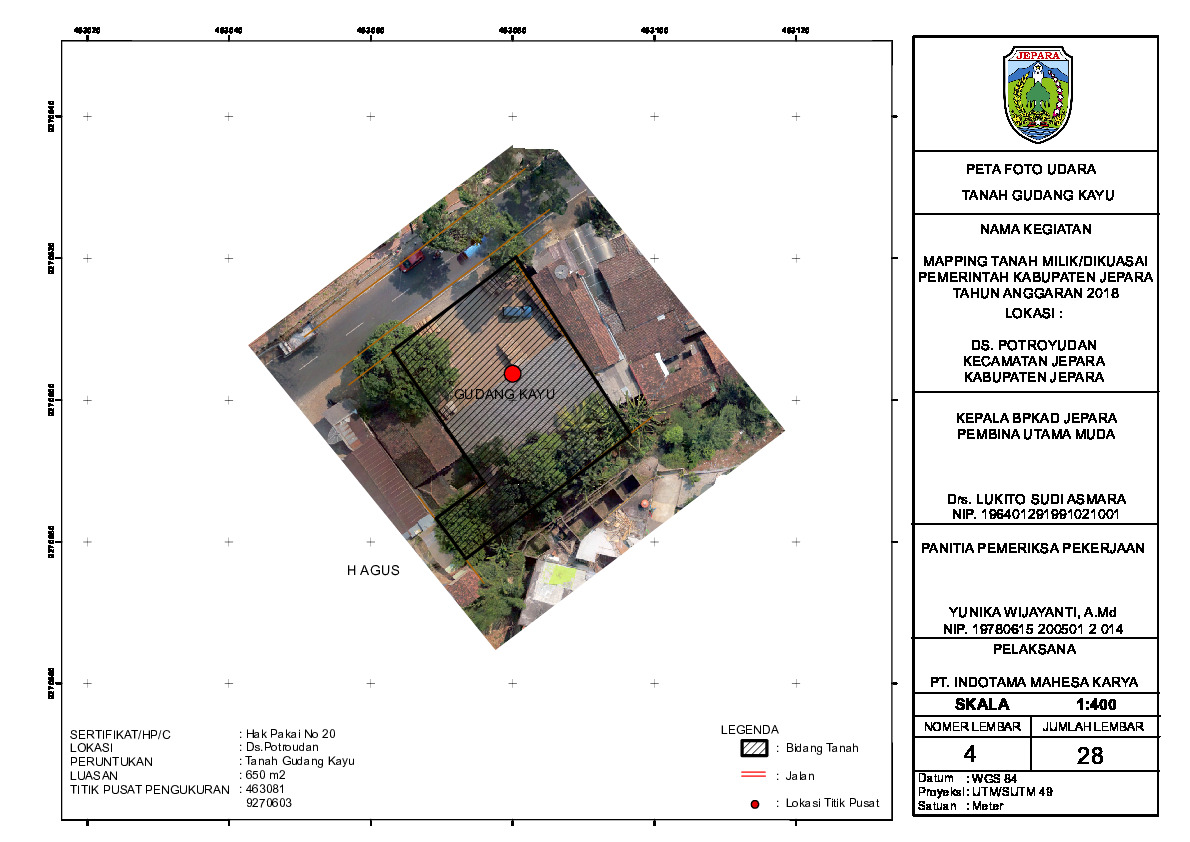 463020 463040 463060 463080 463100 463120
9270640
9270620
9270600
GUDANG KAYU
H AGUS
SERTIFIKAT/HP/C : Hak Pakai No 20
LOKASI : Ds.Potroudan
PERUNTUKAN : Tanah Gudang Kayu
LUASAN : 650 m2
TITIK PUSAT PENGUKURAN : 463081
9270603
LEGENDA
: Bidang Tanah
: Jalan
: Lokasi Titik Pusat
JEPARA
PETA FOTO UDARA
TANAH GUDANG KAYU
NAMA KEGIATAN
MAPPING TANAH MILIK/DIKUASAI
PEMERINTAH KABUPATEN JEPARA
TAHUN ANGGARAN 2018
LOKASI :
DS. POTROYUDAN
KECAMATAN JEPARA
KABUPATEN JEPARA
KEPALA BPKAD JEPARA
PEMBINA UTAMA MUDA
Drs. LUKITO SUDI ASMARA
NIP. 196401291991021001
PANITIA PEMERIKSA PEKERJAAN
YUNIKA WIJAYANTI, A.Md
NIP. 19780615 200501 2 014
PELAKSANA
PT. INDOTAMA MAHESA KARYA
SKALA 1:400
NOMER LEMBAR JUMLAH LEMBAR
4 28
Datum : WGS 84
Proyeksi : UTM/SUTM 49
Satuan : Meter